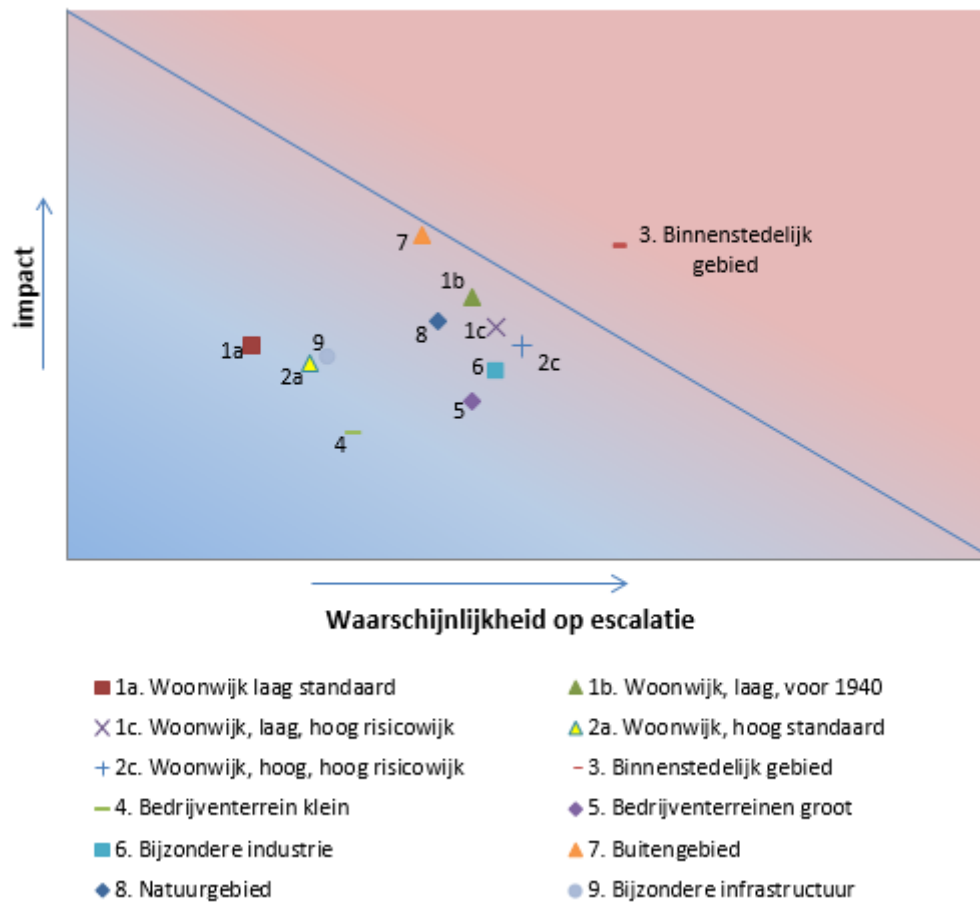 impact
7
3. Binnenstedelijk
gebied
1b
8
1c
1a
9
2a
6
2c
5
4
Waarschijnlijkheid op escalatie
1a. Woonwijk laag standaard
1b. Woonwijk, laag, voor 1940
1c. Woonwijk, laag, hoog risicowijk
2a. Woonwijk, hoog standaard
2c. Woonwijk, hoog, hoog risicowijk
3. Binnenstedelijk gebied
4. Bedrijventerrein klein
5. Bedrijventerreinen groot
6. Bijzondere industrie
7. Buitengebied
8. Natuurgebied
9. Bijzondere infrastructuur